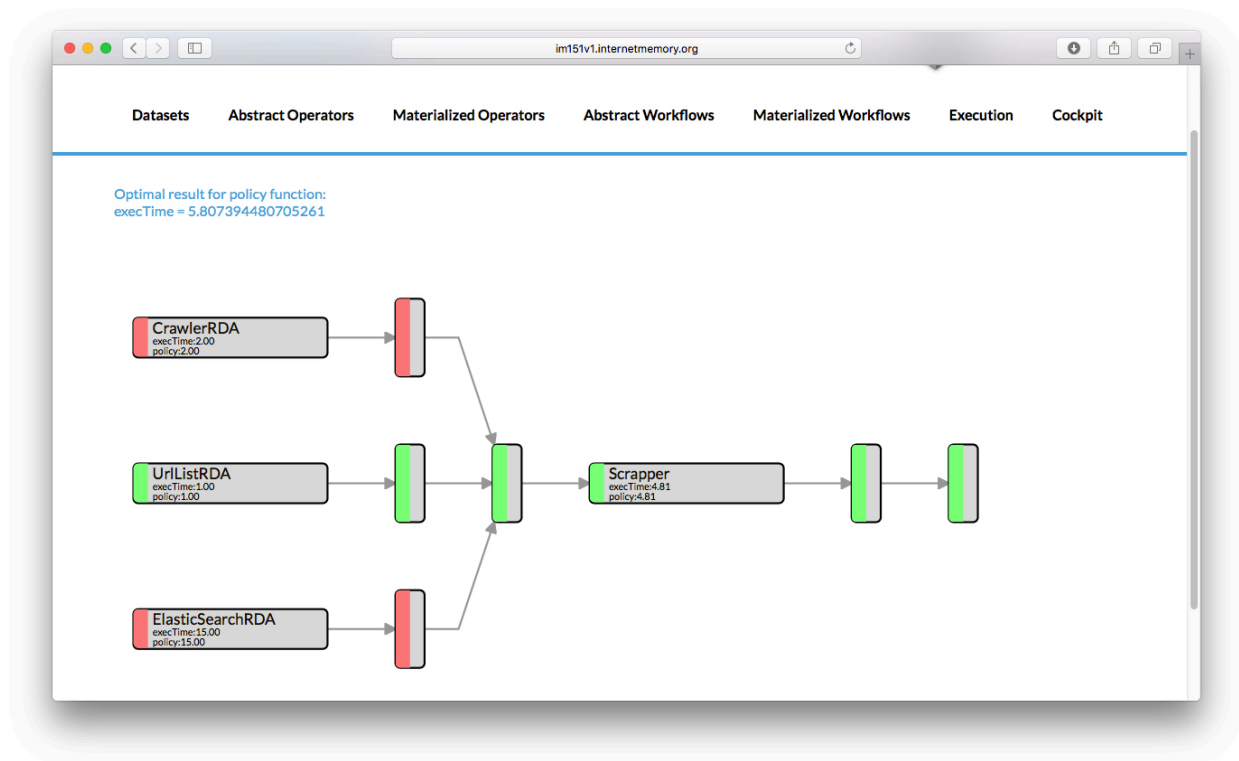 im151v1.internetmemory.org
Datasets Abstract Operators Materialized Operators Abstract Workflows Materialized Workflows Execution Cockpit
Optimal result for policy function:
execTime = 5.807394480705261
CrawlerRDA
execTime:2.00
policy:2.00
UrlListRDA
execTime:1.00
policy:1.00
Scrapper
execTime:4.81
policy:4.81
ElasticSearchRDA
execTime:15.00
policy:15.00